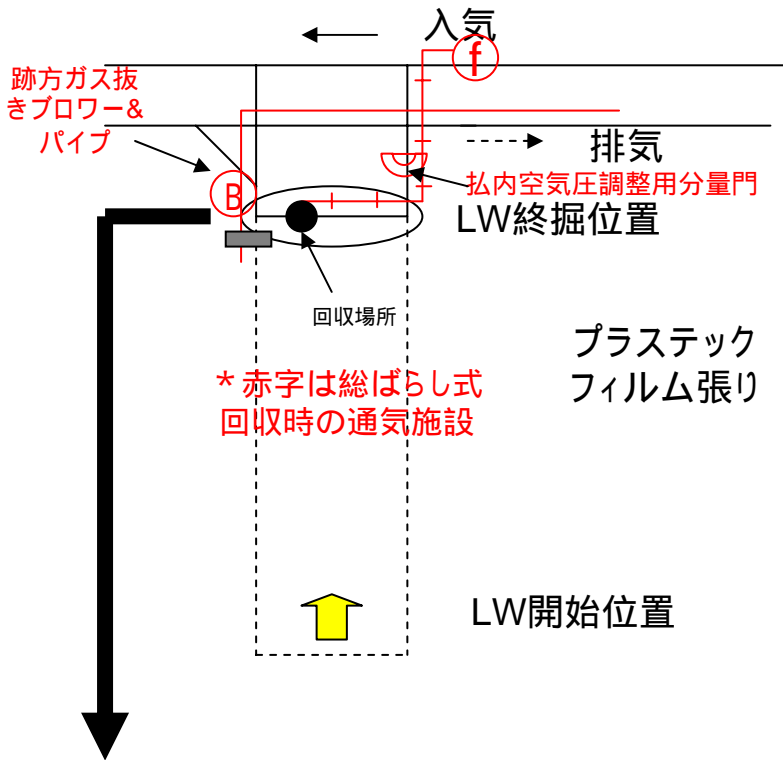 入気
f
跡方ガス抜
きブロワー&
パイプ
排気
払内空気圧調整用分量門
B
LW終掘位置
回収場所
プラステック
フィルム張り
*赤字は総ばらし式
回収時の通気施設
LW開始位置